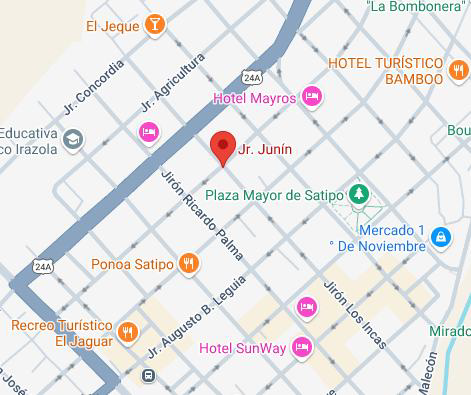 "La Bombonera"
El Jeque
HOTEL TURÍSTICO
BAMBOO
Jr. Concordia
Jr. Agricultura
24A
Hotel Mayros
Educativa
co Irazola
Bou
Jr. Junín
Jirón Ricardo Palma
Plaza Mayor de Satipo
Mercado 1
° De Noviembre
Ponoa Satipo
24A
Jr. Augusto B. Leguia
Jirón Los Incas
Recreo Turístico
El Jaguar
Mirado
Hotel SunWay
Malecón
n José